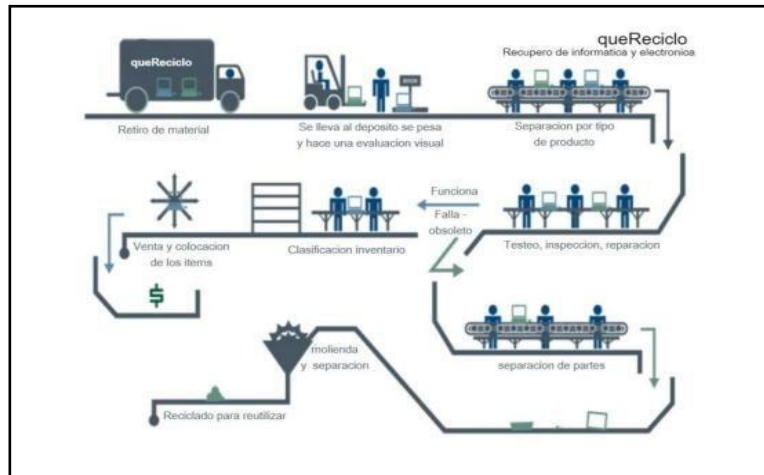 queReciclo
Recupero de informatica y electronica
queReciclo
Retiro de material
Se lleva al deposito se pesa
y hace una evaluacion visual
Separacion por tipo
de producto
Funciona
Falla -
obsoleto
Venta y colocacion
de los items
Clasificacion inventario
Testeo, inspeccion, reparacion
$
molienda
y separacion
separacion de partes
Reciclado para reutilizar